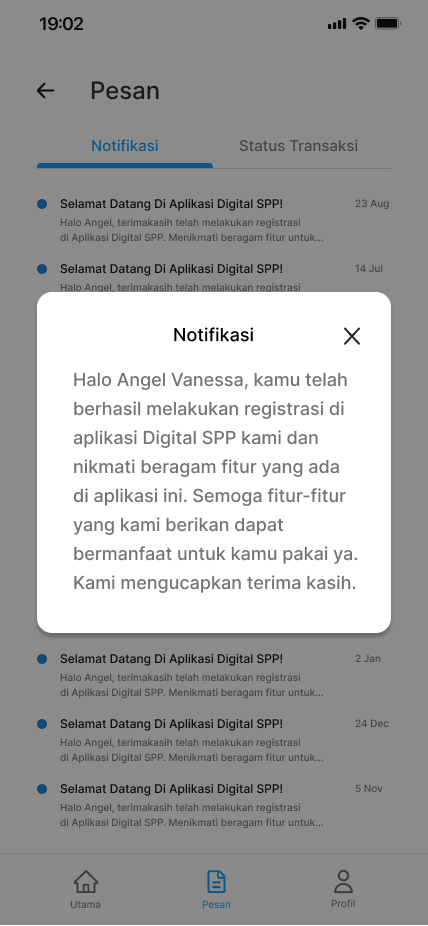 19:02
Pesan
Notifikasi
Status Transaksi
Selamat Datang Di Aplikasi Digital SPP!
23 Aug
Halo Angel, terimakasih telah melakukan registrasi
di Aplikasi Digital SPP. Menikmati beragam fitur untuk...
Selamat Datang Di Aplikasi Digital SPP!
14 Jul
Halo Angel, terimakasih telah melakukan registrasi
Notifikasi
Halo Angel Vanessa, kamu telah
berhasil melakukan registrasi di
aplikasi Digital SPP kami dan
nikmati beragam fitur yang ada
di aplikasi ini. Semoga fitur-fitur
yang kami berikan dapat
bermanfaat untuk kamu pakai ya.
Kami mengucapkan terima kasih.
Selamat Datang Di Aplikasi Digital SPP!
2 Jan
Halo Angel, terimakasih telah melakukan registrasi
di Aplikasi Digital SPP. Menikmati beragam fitur untuk...
Selamat Datang Di Aplikasi Digital SPP!
24 Dec
Halo Angel, terimakasih telah melakukan registrasi
di Aplikasi Digital SPP. Menikmati beragam fitur untuk...
Selamat Datang Di Aplikasi Digital SPP!
5 Nov
Halo Angel, terimakasih telah melakukan registrasi
di Aplikasi Digital SPP. Menikmati beragam fitur untuk...
Utama
Pesan
Profil